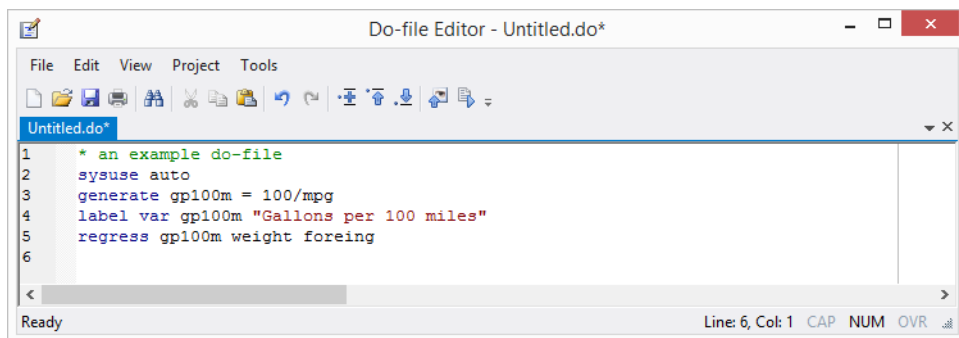 Do-file Editor - Untitled.do*
File Edit View Project Tools
Untitled.do*
1 * an example do-file
2 sysuse auto
3 generate gp100m = 100/mpg
4 label var gp100m "Gallons per 100 miles"
5 regress gp100m weight foreing
6
Ready Line: 6, Col: 1 CAP NUM OVR